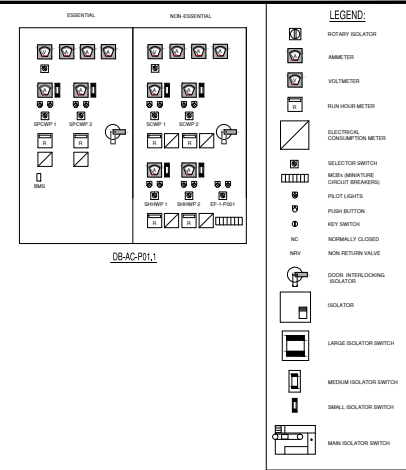 ESSENTIAL
NON-ESSENTIAL
V A A A
V A A A
A A
A A
SPCWP 1 SPCWP 2
SCWP 1 SCWP 2
R R
R R
A A
BMS
SHHWP 1 SHHWP 2 EF-1-P001
R R
DB-AC-P01.1
LEGEND:
ROTARY ISOLATOR
A AMMETER
V VOLTMETER
R RUN HOUR METER
ELECTRICAL
CONSUMPTION METER
SELECTOR SWITCH
MCB's (MINIATURE
CIRCUIT BREAKERS)
PILOT LIGHTS
PUSH BUTTON
KEY SWITCH
NC NORMALLY CLOSED
NRV NON RETURN VALVE
DOOR INTERLOCKING
ISOLATOR
ISOLATOR
LARGE ISOLATOR SWITCH
MEDIUM ISOLATOR SWITCH
SMALL ISOLATOR SWITCH
MAIN ISOLATOR SWITCH